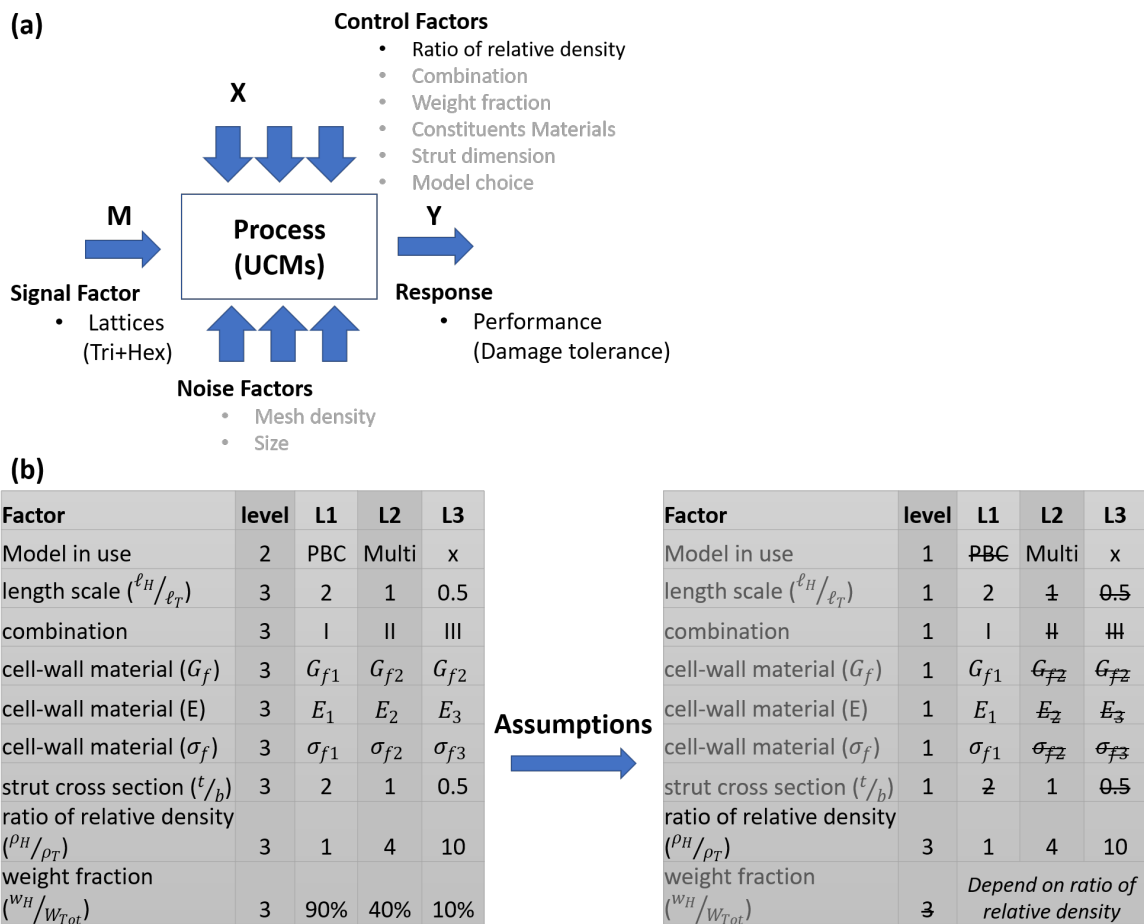 (a)
Control Factors
• Ratio of relative density
• Combination
• Weight fraction
• Constituents Materials
• Strut dimension
• Model choice
X
M
Process
(UCMs)
Y
Signal Factor
• Lattices
(Tri+Hex)
Response
• Performance
(Damage tolerance)
Noise Factors
• Mesh density
• Size
(b)
Factor level L1 L2 L3
Model in use 2 PBC Multi x
length scale (ℓH/ℓT) 3 2 1 0.5
combination 3 I II III
cell-wall material (Gf) 3 Gf1 Gf2 Gf2
cell-wall material (E) 3 E1 E2 E3
cell-wall material (σf) 3 σf1 σf2 σf3
strut cross section (t/b) 3 2 1 0.5
ratio of relative density
(ρH/ρT) 3 1 4 10
weight fraction
(wH/WTot) 3 90% 40% 10%
Assumptions
Factor level L1 L2 L3
Model in use 1 PBC Multi x
length scale (ℓH/ℓT) 1 2 1 0.5
combination 1 I II III
cell-wall material (Gf) 1 Gf1 Gf2 Gf2
cell-wall material (E) 1 E1 E2 E3
cell-wall material (σf) 1 σf1 σf2 σf3
strut cross section (t/b) 1 2 1 0.5
ratio of relative density
(ρH/ρT) 3 1 4 10
weight fraction
(wH/WTot) 3 Depend on ratio of
relative density